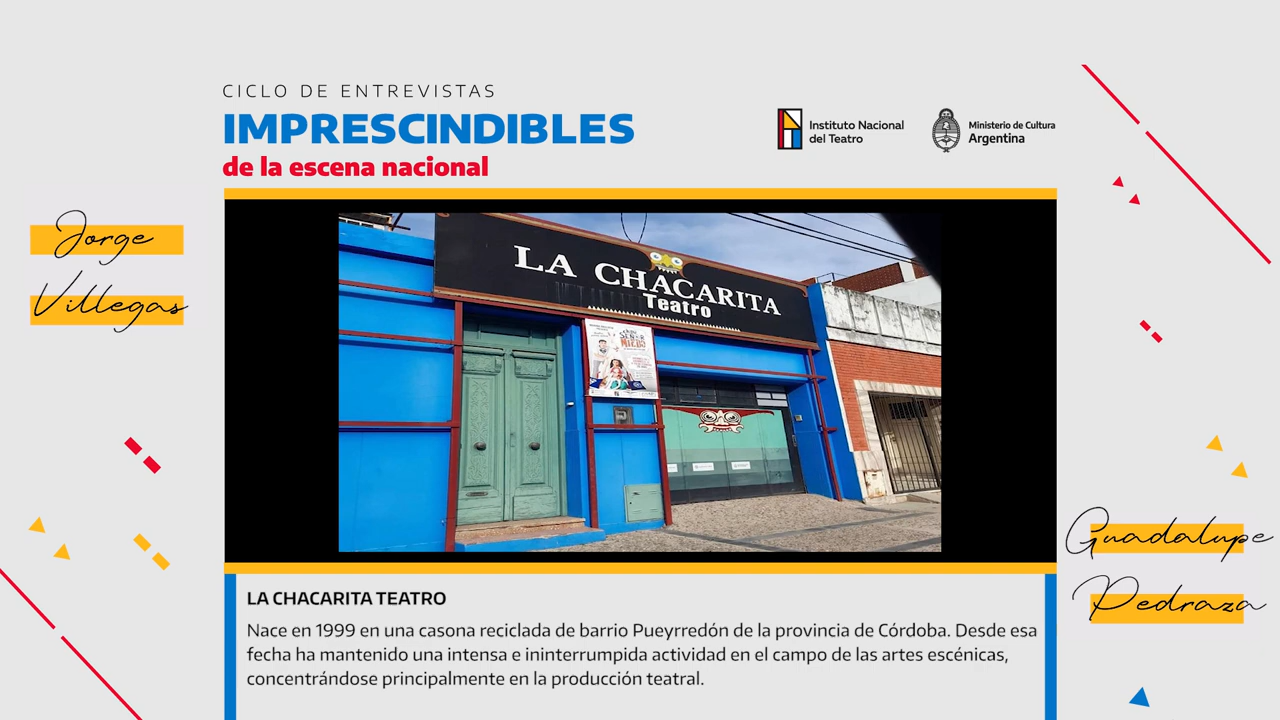 CICLO DE ENTREVISTAS
IMPRESCINDIBLES
de la escena nacional
Instituto Nacional
del Teatro
Ministerio de Cultura
Argentina
Jorge
Villegas
LA CHACARITA
Teatro
SEÑOR
Guadalupe
Pedraza
LA CHACARITA TEATRO
Nace en 1999 en una casona reciclada de barrio Pueyrredón de la provincia de Córdoba. Desde esa
fecha ha mantenido una intensa e ininterrumpida actividad en el campo de las artes escénicas,
concentrándose principalmente en la producción teatral.